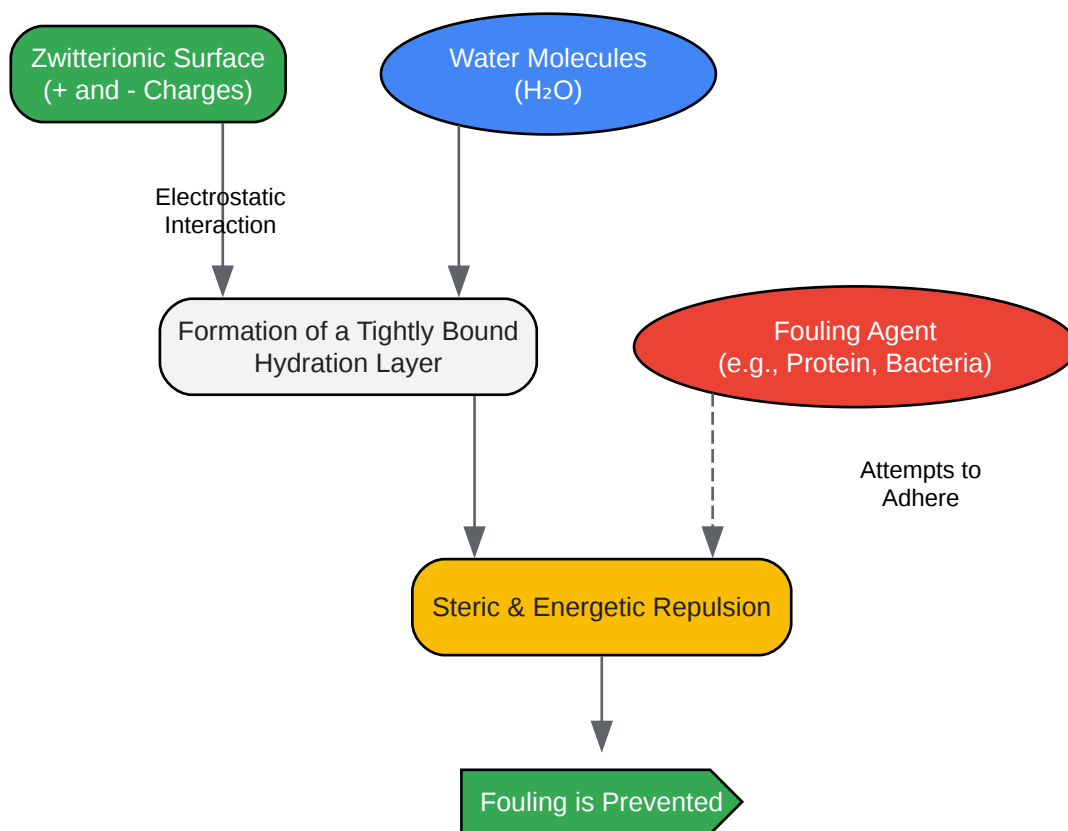 Zwitterionic Surface
(+ and - Charges)
Water Molecules
(H₂O)
Electrostatic
Interaction
Formation of a Tightly Bound
Hydration Layer
Fouling Agent
(e.g., Protein, Bacteria)
Attempts to
Adhere
Steric & Energetic Repulsion
Fouling is Prevented